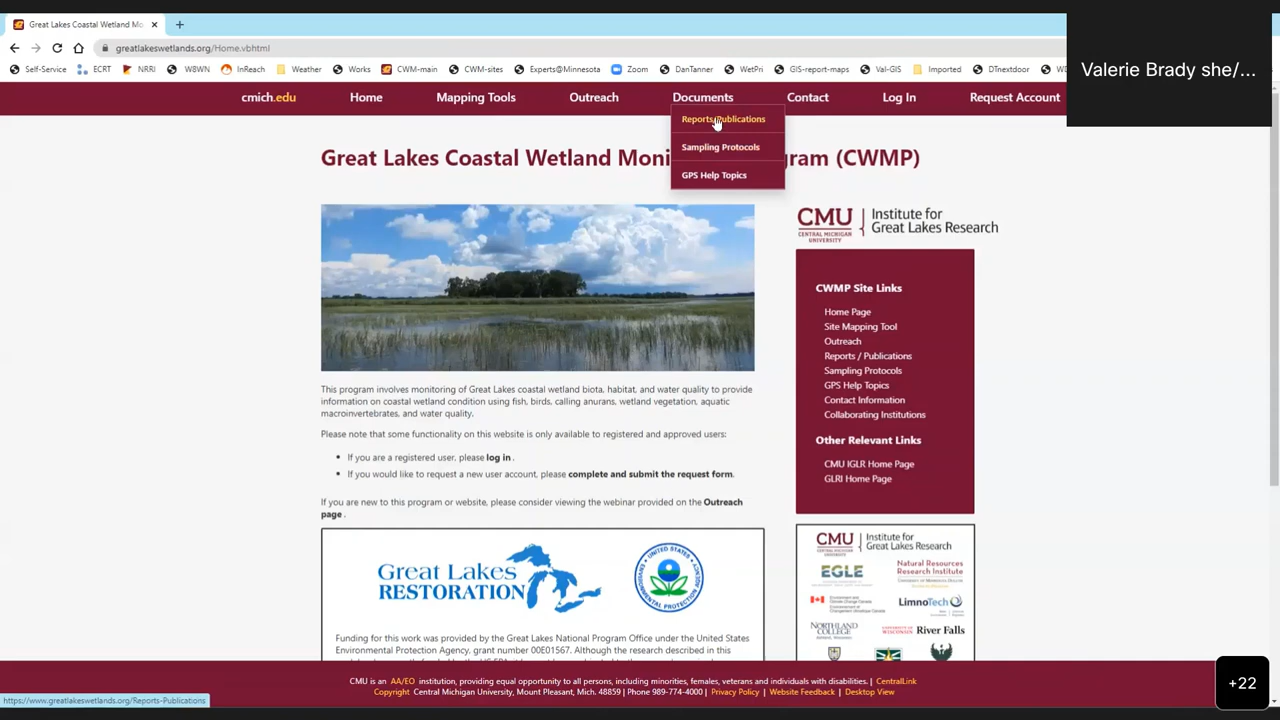 Great Lakes Coastal Wetland Mo
greatlakeswetlands.org/Home.vbhtml
Self-Service ECRT NRRI W8WN InReach Weather Works CWM-main CWM-sites Experts@Minnesota Zoom DanTanner WetPri GIS-report-maps Val-GIS Imported DTnextdoor
Valerie Brady she/...
cmich.edu Home Mapping Tools Outreach Documents Contact Log In Request Account
Reports/Publications
Sampling Protocols
GPS Help Topics
Great Lakes Coastal Wetland Moni gram (CWMP)
CMU CENTRAL MICHIGAN UNIVERSITY
Institute for
Great Lakes Research
This program involves monitoring of Great Lakes coastal wetland biota, habitat, and water quality to provide
information on coastal wetland condition using fish, birds, calling anurans, wetland vegetation, aquatic
macroinvertebrates, and water quality.
Please note that some functionality on this website is only available to registered and approved users:
• If you are a registered user, please log in .
• If you would like to request a new user account, please complete and submit the request form.
If you are new to this program or website, please consider viewing the webinar provided on the Outreach
page .
Great Lakes
RESTORATION
UNITED STATES
Funding for this work was provided by the Great Lakes National Program Office under the United States
Environmental Protection Agency, grant number 00E01567. Although the research described in this
CWMP Site Links
Home Page
Site Mapping Tool
Outreach
Reports / Publications
Sampling Protocols
GPS Help Topics
Contact Information
Collaborating Institutions
Other Relevant Links
CMU IGLR Home Page
GLRI Home Page
CMU CENTRAL MICHIGAN UNIVERSITY
Institute for
Great Lakes Research
EGLE
Natural Resources
Research Institute
LimnoTech
NORTHLAND
COLLEGE
River Falls
CMU is an AA/EO institution, providing equal opportunity to all persons, including minorities, females, veterans and individuals with disabilities. | CentralLink
Copyright Central Michigan University, Mount Pleasant, Mich. 48859 | Phone 989-774-4000 | Privacy Policy | Website Feedback | Desktop View
https://www.greatlakeswetlands.org/Reports-Publications
+22